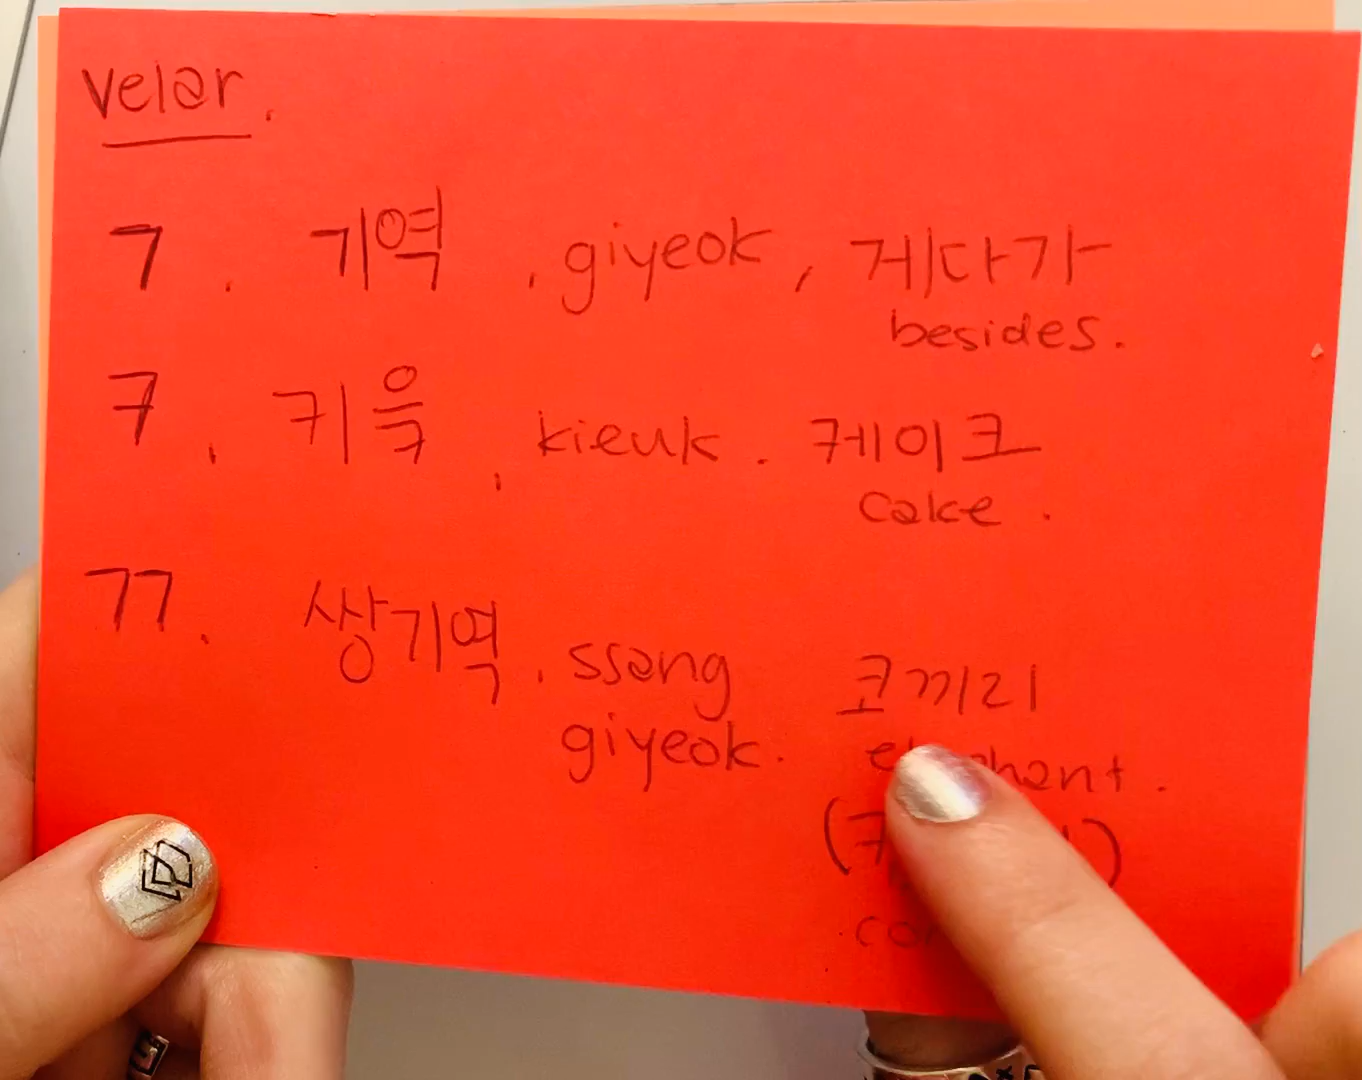 velar.
ㄱ. 기역, giyeok, 게다가
besides.
ㅋ, 키읔, kieuk. 케이크
cake.
ㄲ. 쌍기역, ssang 코끼리
giyeok.